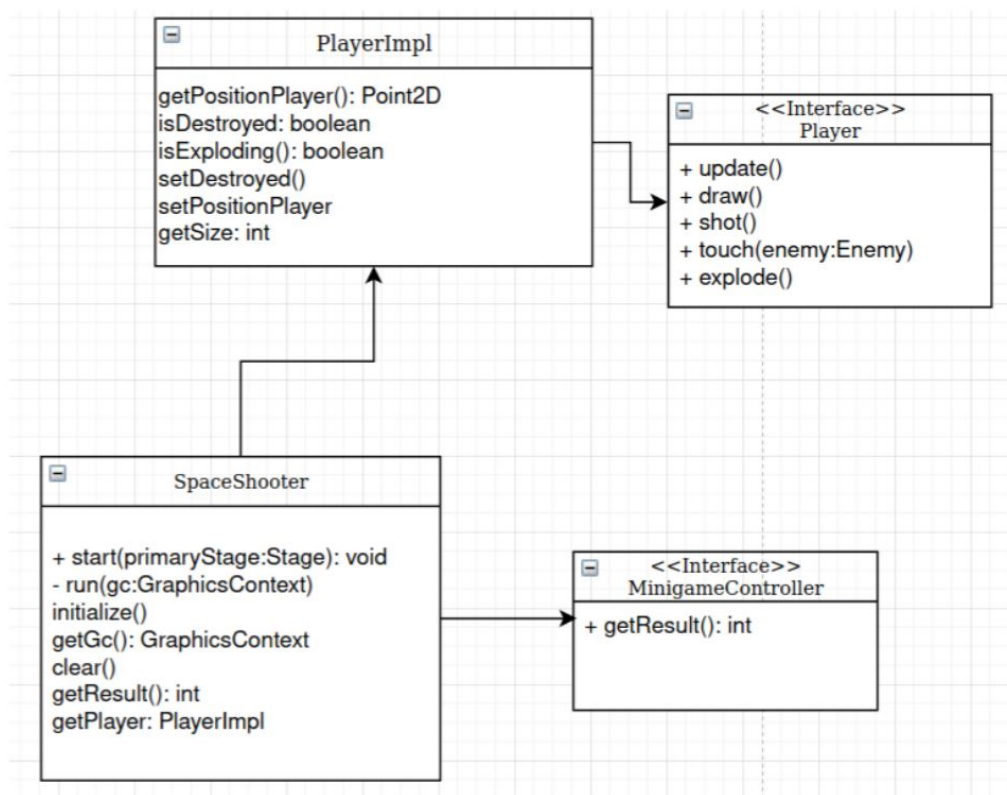 PlayerImpl
getPositionPlayer(): Point2D
isDestroyed: boolean
isExploding(): boolean
setDestroyed()
setPositionPlayer
getSize: int
<<Interface>>
Player
+ update()
+ draw()
+ shot()
+ touch(enemy:Enemy)
+ explode()
SpaceShooter
+ start(primaryStage:Stage): void
- run(gc:GraphicsContext)
initialize()
getGc(): GraphicsContext
clear()
getResult(): int
getPlayer: PlayerImpl
<<Interface>>
MinigameController
+ getResult(): int